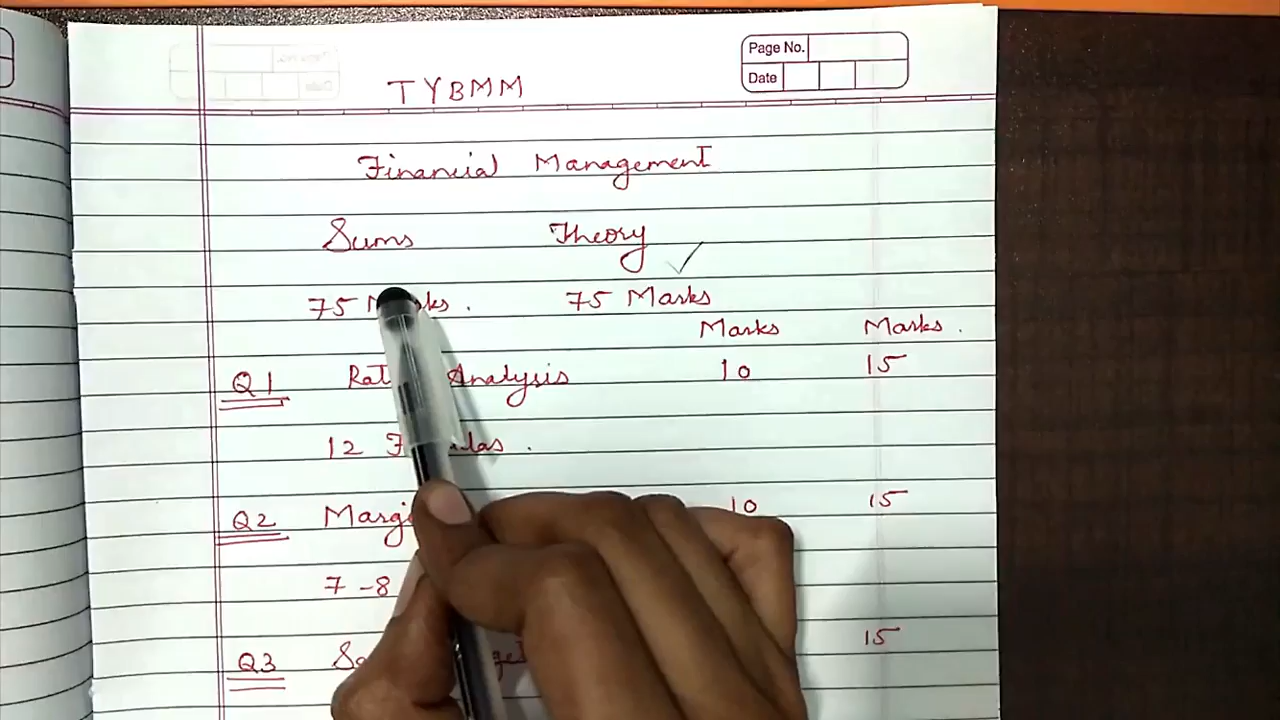 Page No.
Date
TYBMM
Financial Management
Sums Theory
75 Marks. 75 Marks
Marks Marks.
Q1 Analysis 10 15
12
Q2 10 15
7-8
Q3 15